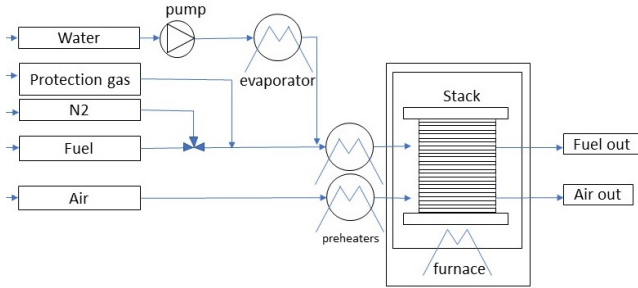 pump
Water
evaporator
Protection gas
N2
Stack
Fuel
Fuel out
Air
Air out
preheaters
furnace